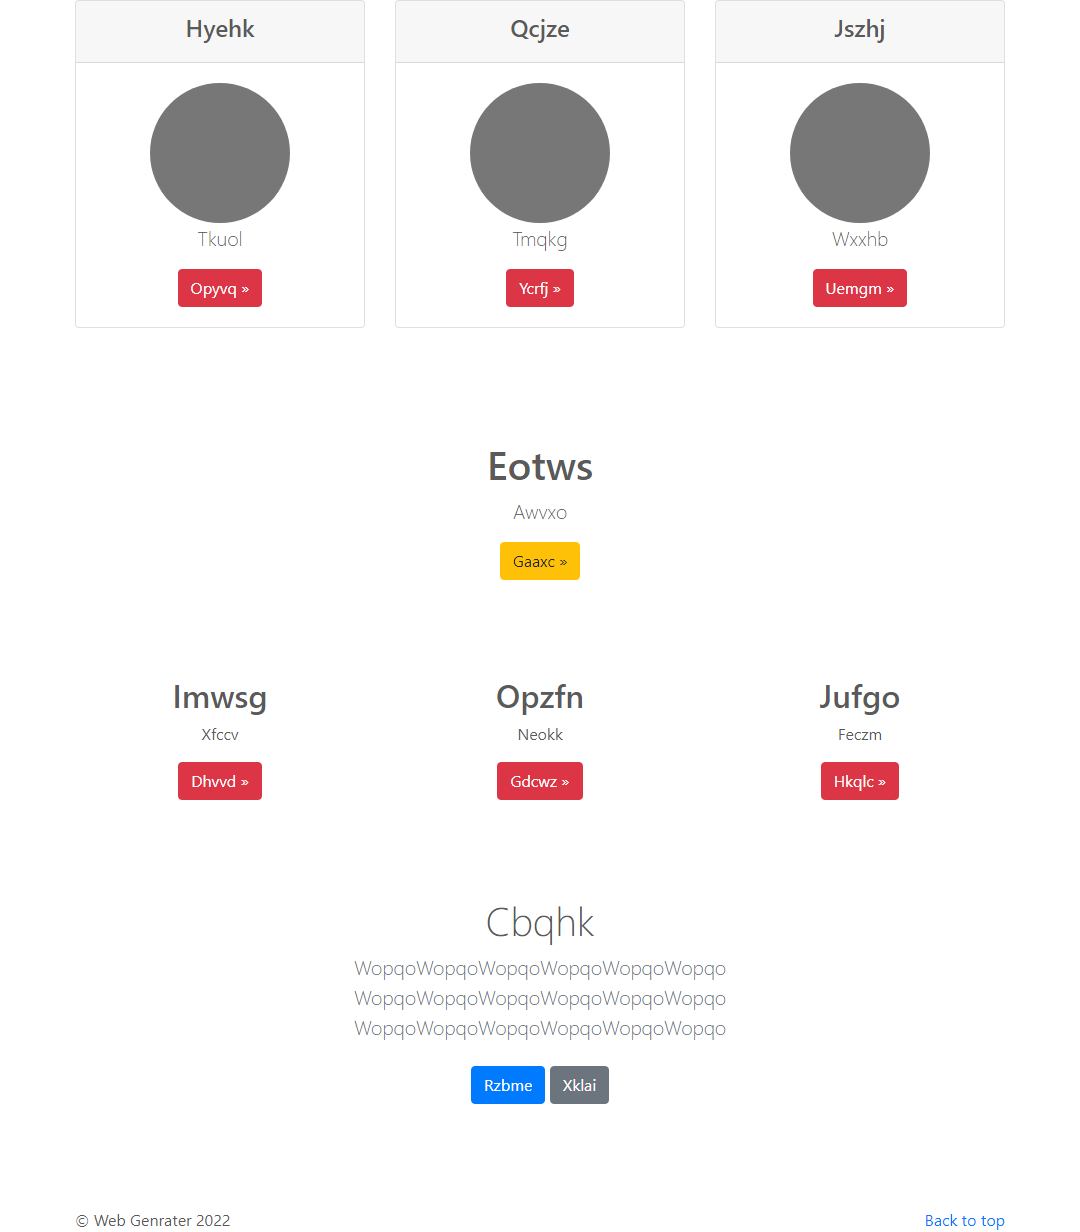 Hyehk
Qcjze
Jszhj
Tkuol
Tmqkg
Wxxhb
Opyvq »
Ycrfj »
Uemgm »
Eotws
Awvxo
Gaaxc »
Imwsg
Opzfn
Jufgo
Xfccv
Neokk
Feczm
Dhvvd »
Gdcwz »
Hkqlc »
Cbqhk
WopqoWopqoWopqoWopqoWopqoWopqo
WopqoWopqoWopqoWopqoWopqoWopqo
WopqoWopqoWopqoWopqoWopqoWopqo
Rzbme
Xklai
© Web Genrater 2022
Back to top